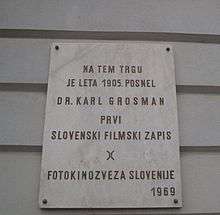 NA TEM TRGU
JE LETA 1905. POSNEL
DR. KARL GROSMAN
PRVI
SLOVENSKI FILMSKI ZAPIS
FOTOKINOZVEZA SLOVENIJE
1969